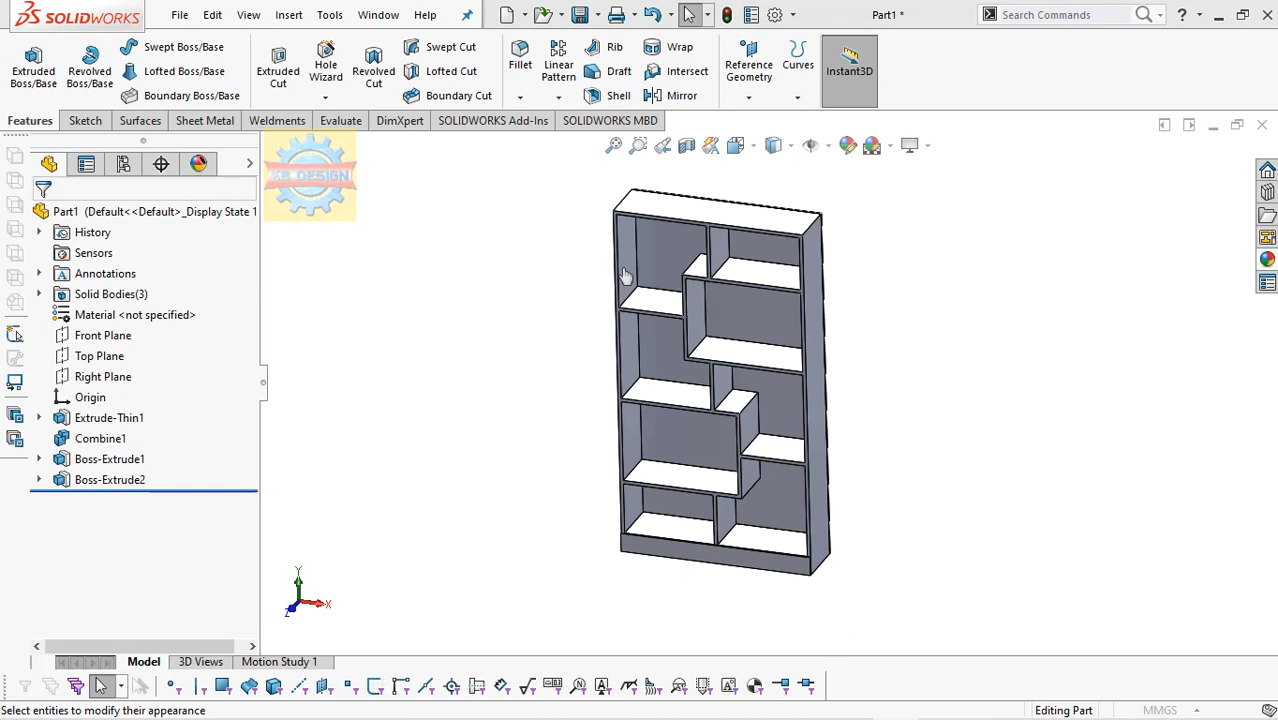 SOLIDWORKS File Edit View Insert Tools Window Help Part1 * Search Commands ?
Extruded Boss/Base
Revolved Boss/Base
Swept Boss/Base
Lofted Boss/Base
Boundary Boss/Base
Extruded Cut
Hole Wizard
Revolved Cut
Swept Cut
Lofted Cut
Boundary Cut
Fillet
Linear Pattern
Rib
Draft
Shell
Wrap
Intersect
Mirror
Reference Geometry
Curves
Instant3D
Features Sketch Surfaces Sheet Metal Weldments Evaluate DimXpert SOLIDWORKS Add-Ins SOLIDWORKS MBD
Part1 (Default<<Default>_Display State 1
History
Sensors
Annotations
Solid Bodies(3)
Material <not specified>
Front Plane
Top Plane
Right Plane
Origin
Extrude-Thin1
Combine1
Boss-Extrude1
Boss-Extrude2
Y
X
Z
Model 3D Views Motion Study 1
Select entities to modify their appearance Editing Part MMGS